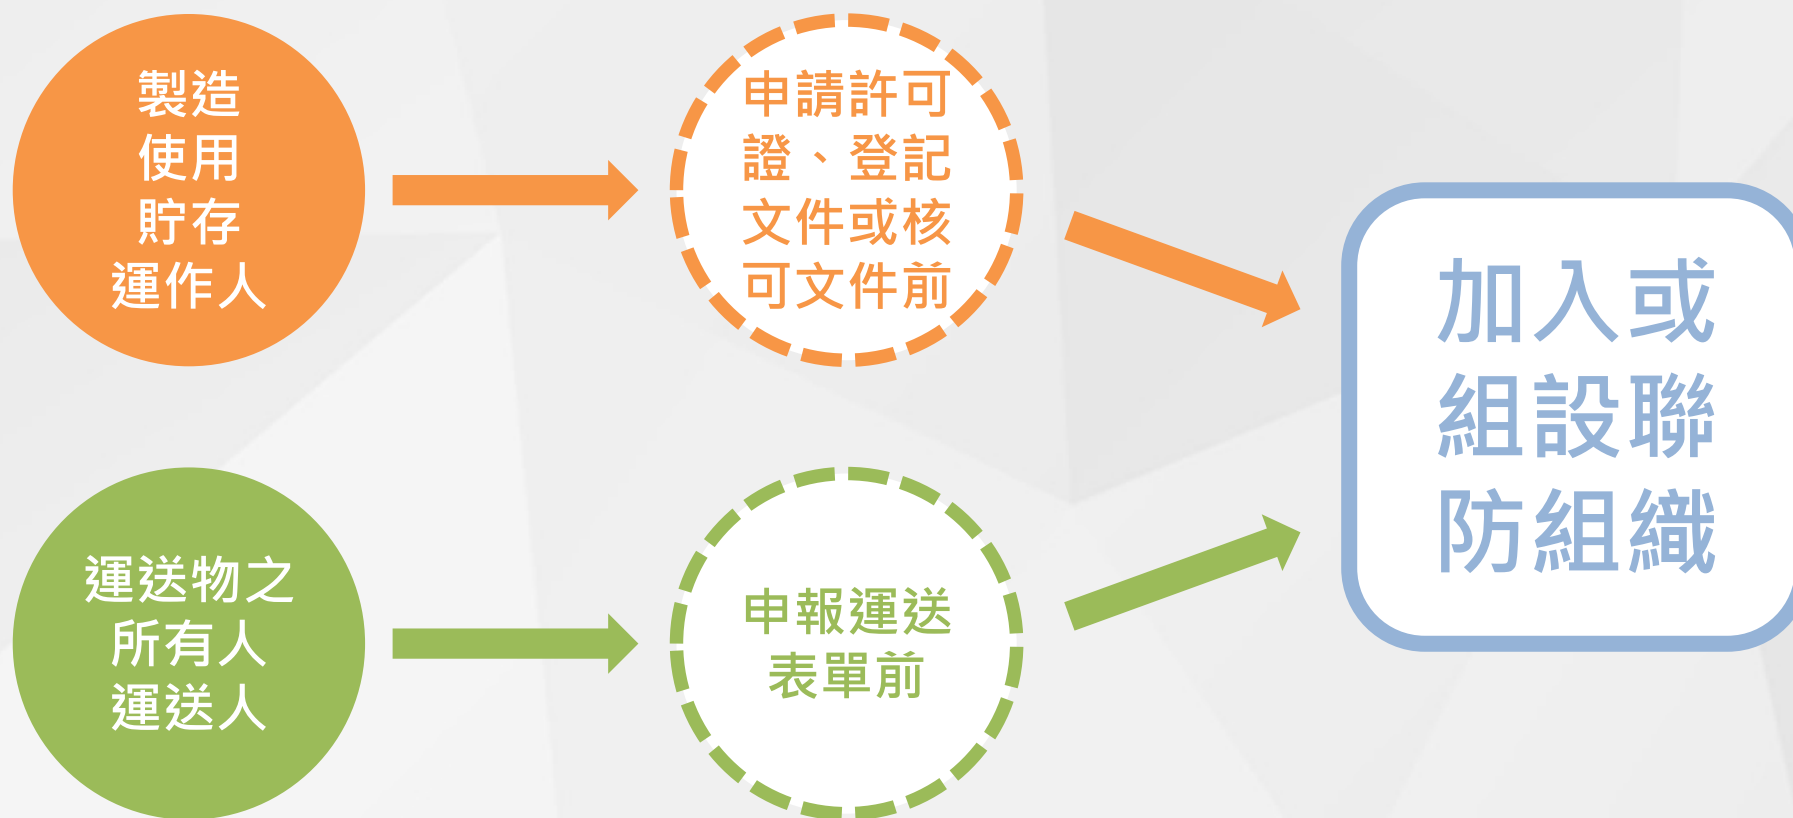 製造
使用
貯存
運作人
申請許可
證、登記
文件或核
可文件前
運送物之
所有人
運送人
申報運送
表單前
加入或
組設聯
防組織